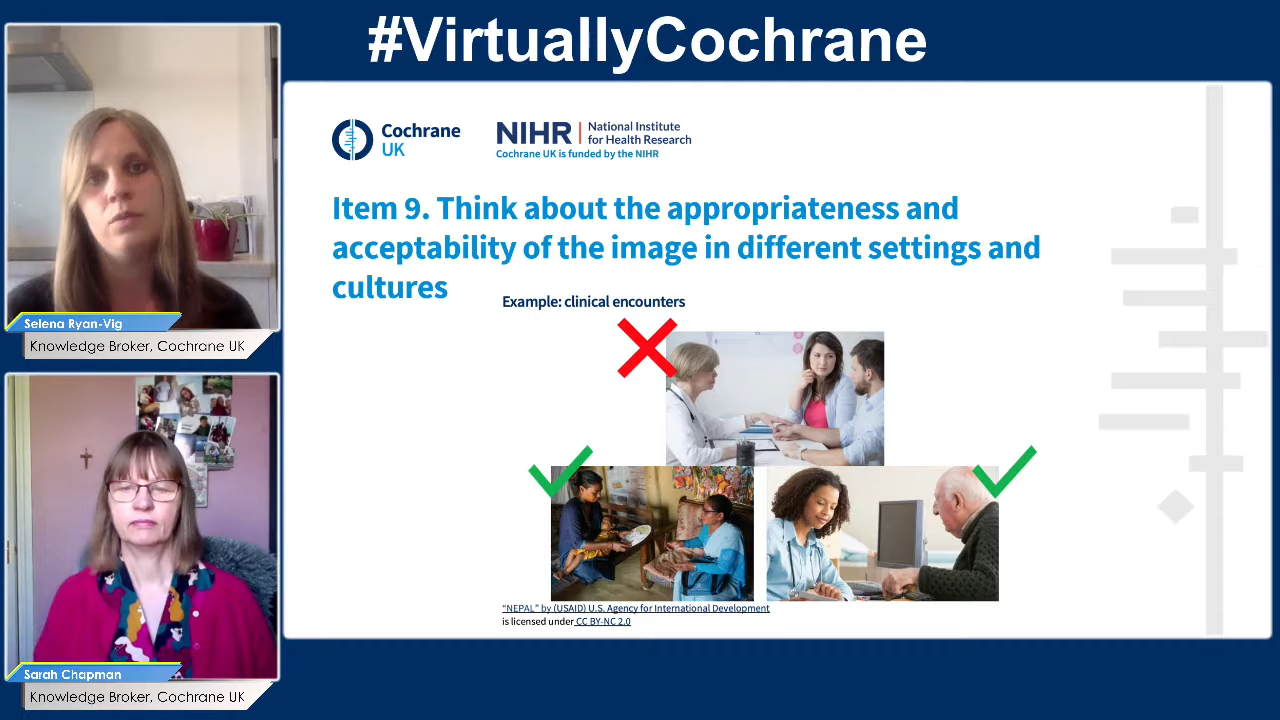 #VirtuallyCochrane
Cochrane
UK
NIHR | National Institute
for Health Research
Cochrane UK is funded by the NIHR
Item 9. Think about the appropriateness and
acceptability of the image in different settings and
cultures
Example: clinical encounters
"NEPAL" by (USAID) U.S. Agency for International Development
is licensed under CC BY-NC 2.0
Selena Ryan-Vig
Knowledge Broker, Cochrane UK
Sarah Chapman
Knowledge Broker, Cochrane UK